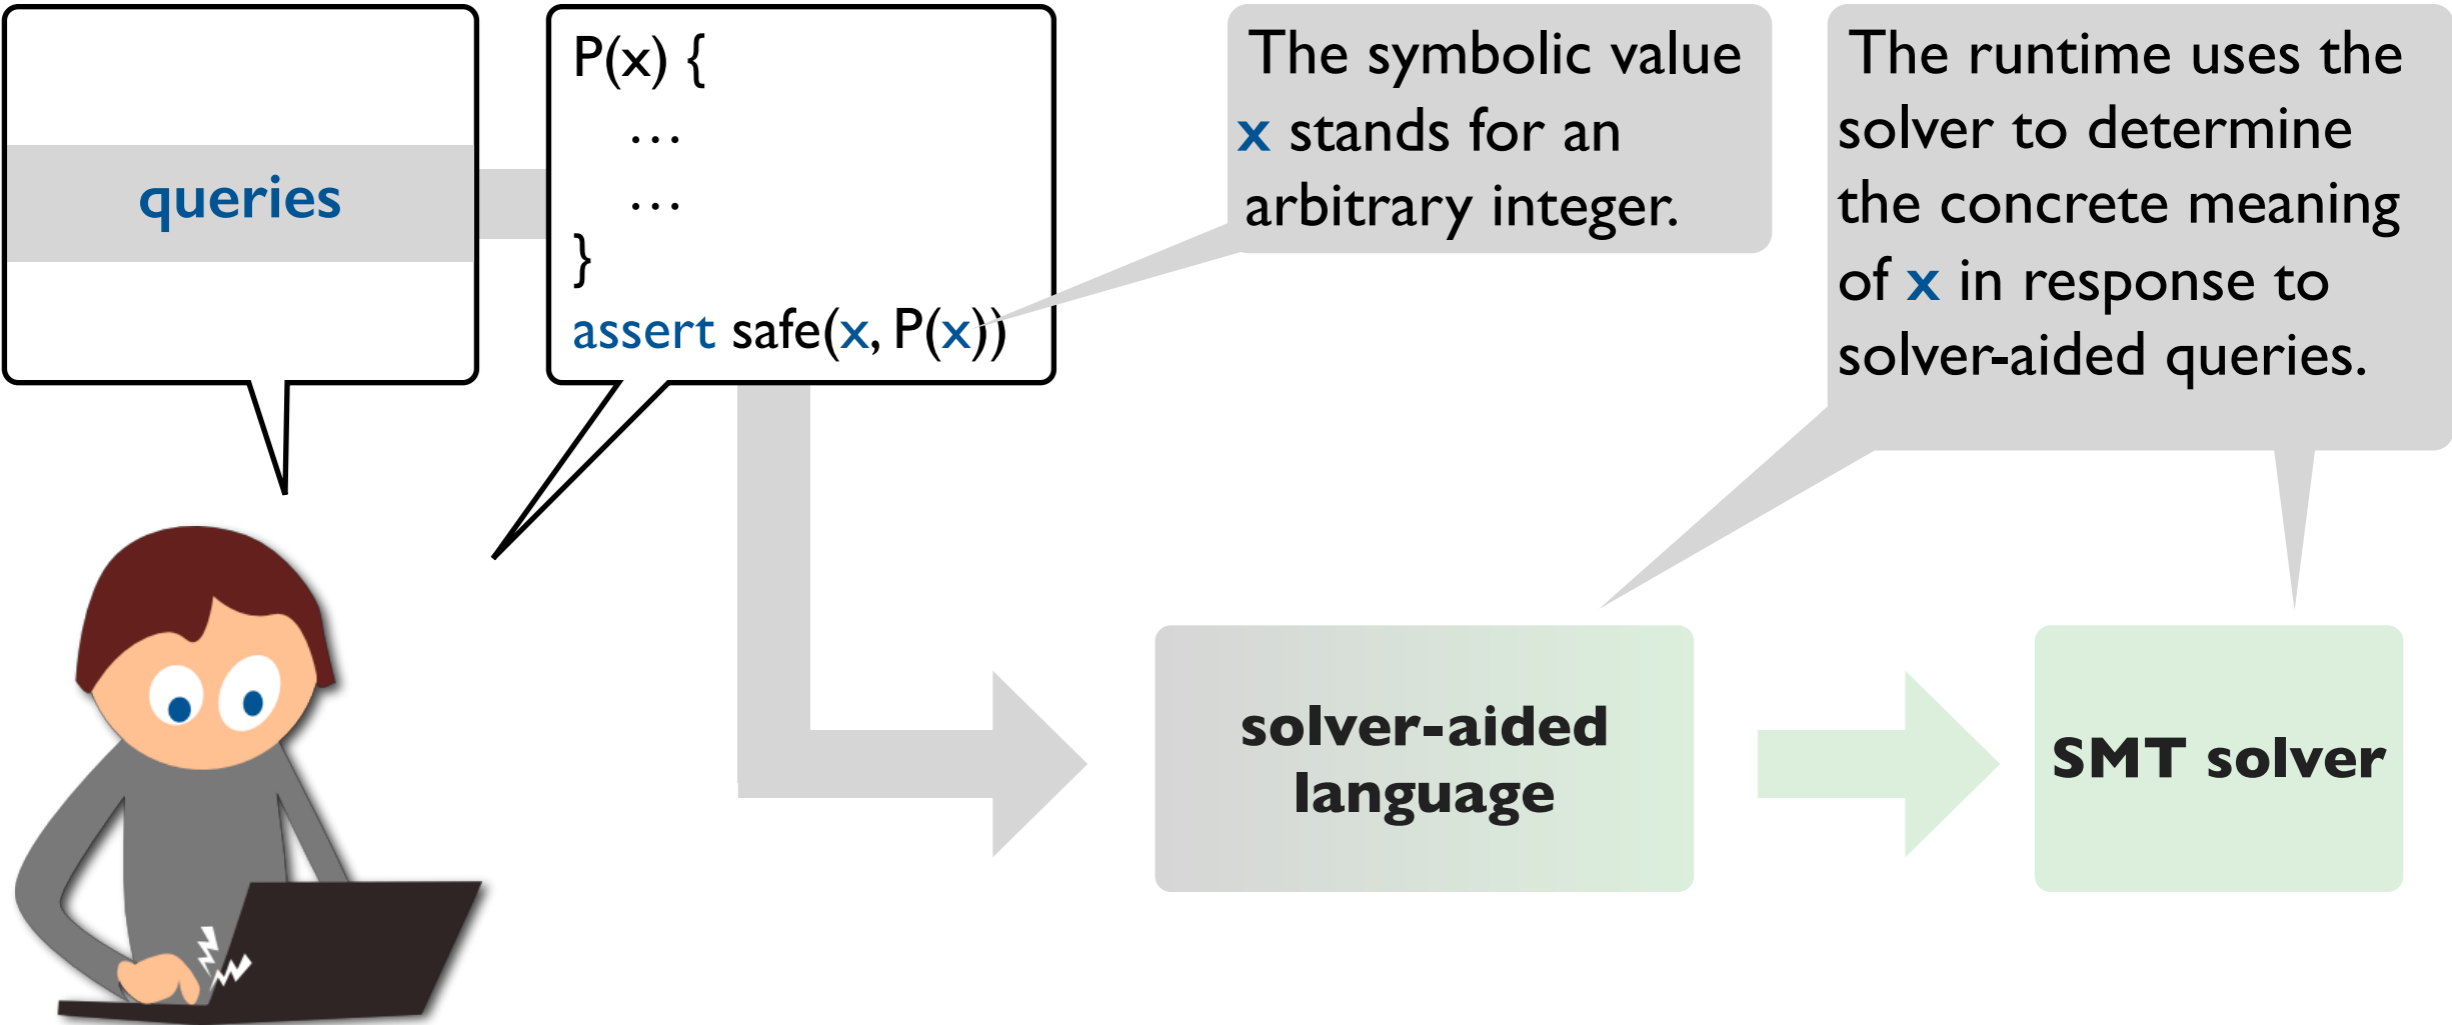 queries
P(x) {
…
…
}
assert safe(x, P(x))
The symbolic value
x stands for an
arbitrary integer.
The runtime uses the
solver to determine
the concrete meaning
of x in response to
solver-aided queries.
solver-aided
language
SMT solver